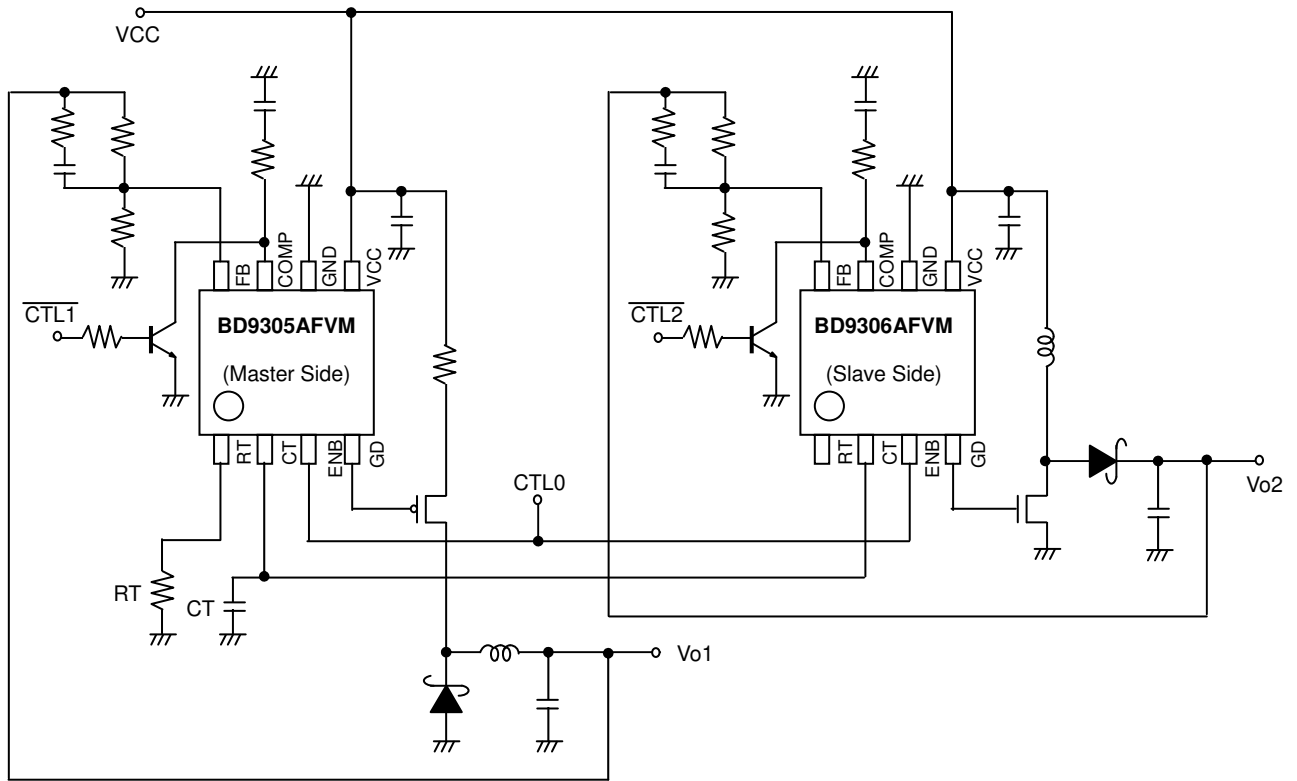 VCC
FB
COMP
GND
VCC
FB
COMP
GND
VCC
CTL1
BD9305AFVM
(Master Side)
CTL2
BD9306AFVM
(Slave Side)
RT
CT
ENB
GD
RT
CT
ENB
GD
CTL0
Vo2
RT
CT
Vo1